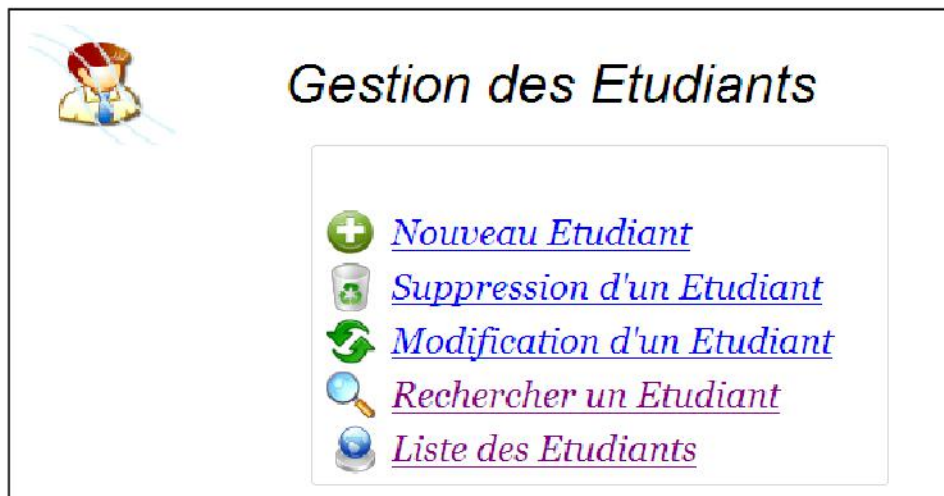 Gestion des Etudiants
Nouveau Etudiant
Suppression d'un Etudiant
Modification d'un Etudiant
Rechercher un Etudiant
Liste des Etudiants